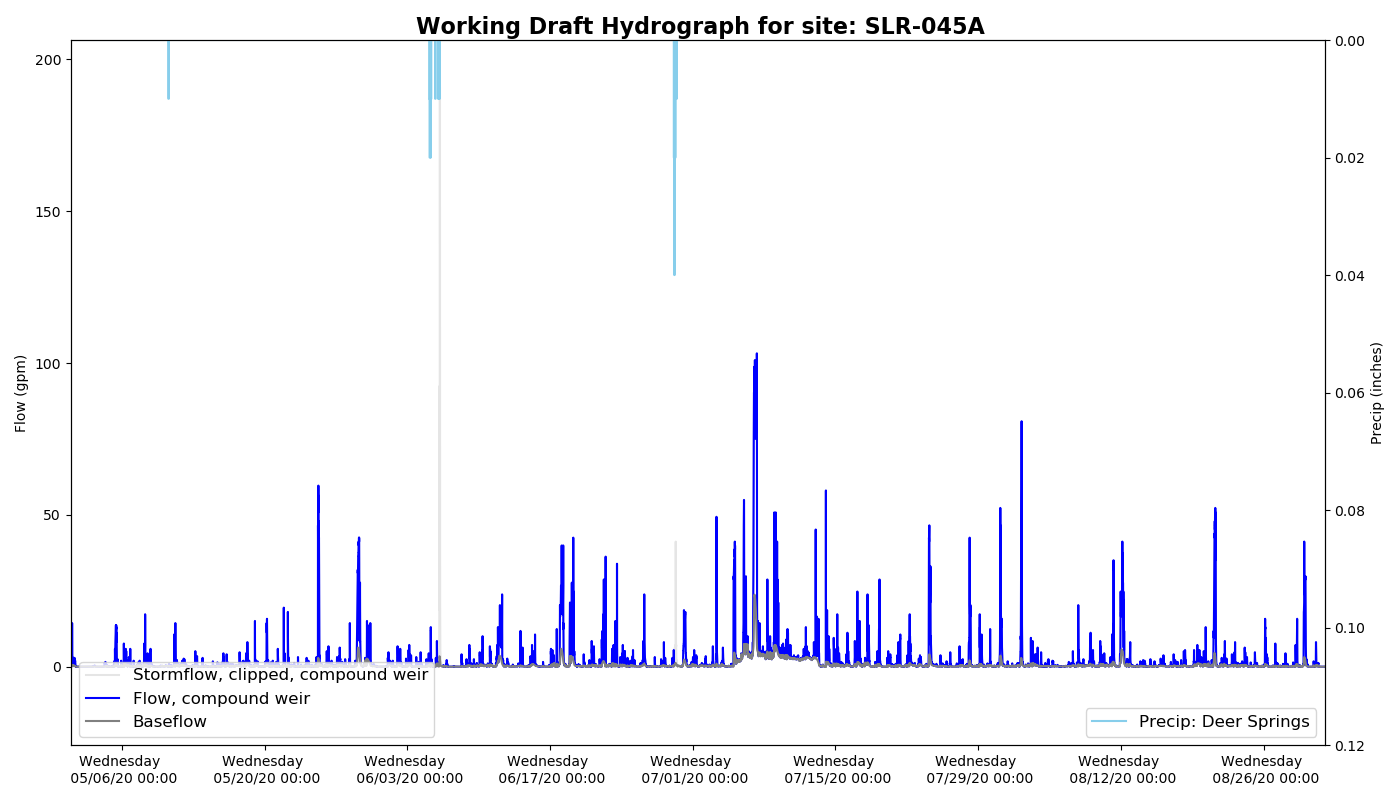 Working Draft Hydrograph for site: SLR-045A
200
150
100
50
0
Flow (gpm)
0.00
0.02
0.04
0.06
0.08
0.10
0.12
Precip (inches)
Stormflow, clipped, compound weir
Flow, compound weir
Baseflow
Precip: Deer Springs
Wednesday
05/06/20 00:00
Wednesday
05/20/20 00:00
Wednesday
06/03/20 00:00
Wednesday
06/17/20 00:00
Wednesday
07/01/20 00:00
Wednesday
07/15/20 00:00
Wednesday
07/29/20 00:00
Wednesday
08/12/20 00:00
Wednesday
08/26/20 00:00